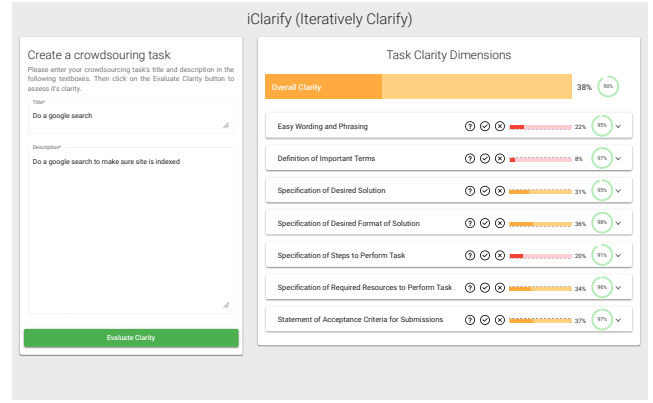 iClarify (Iteratively Clarify)
Create a crowdsouring task
Please enter your crowdsourcing task's title and description in the
following textboxes. Then click on the Evaluate Clarity button to
assess it's clarity.
Title*
Do a google search
Description*
Do a google search to make sure site is indexed
Evaluate Clarity
Task Clarity Dimensions
Overall Clarity 38% 90%
Easy Wording and Phrasing 22% 95%
Definition of Important Terms 8% 97%
Specification of Desired Solution 31% 95%
Specification of Desired Format of Solution 36% 98%
Specification of Steps to Perform Task 20% 91%
Specification of Required Resources to Perform Task 34% 96%
Statement of Acceptance Criteria for Submissions 37% 97%